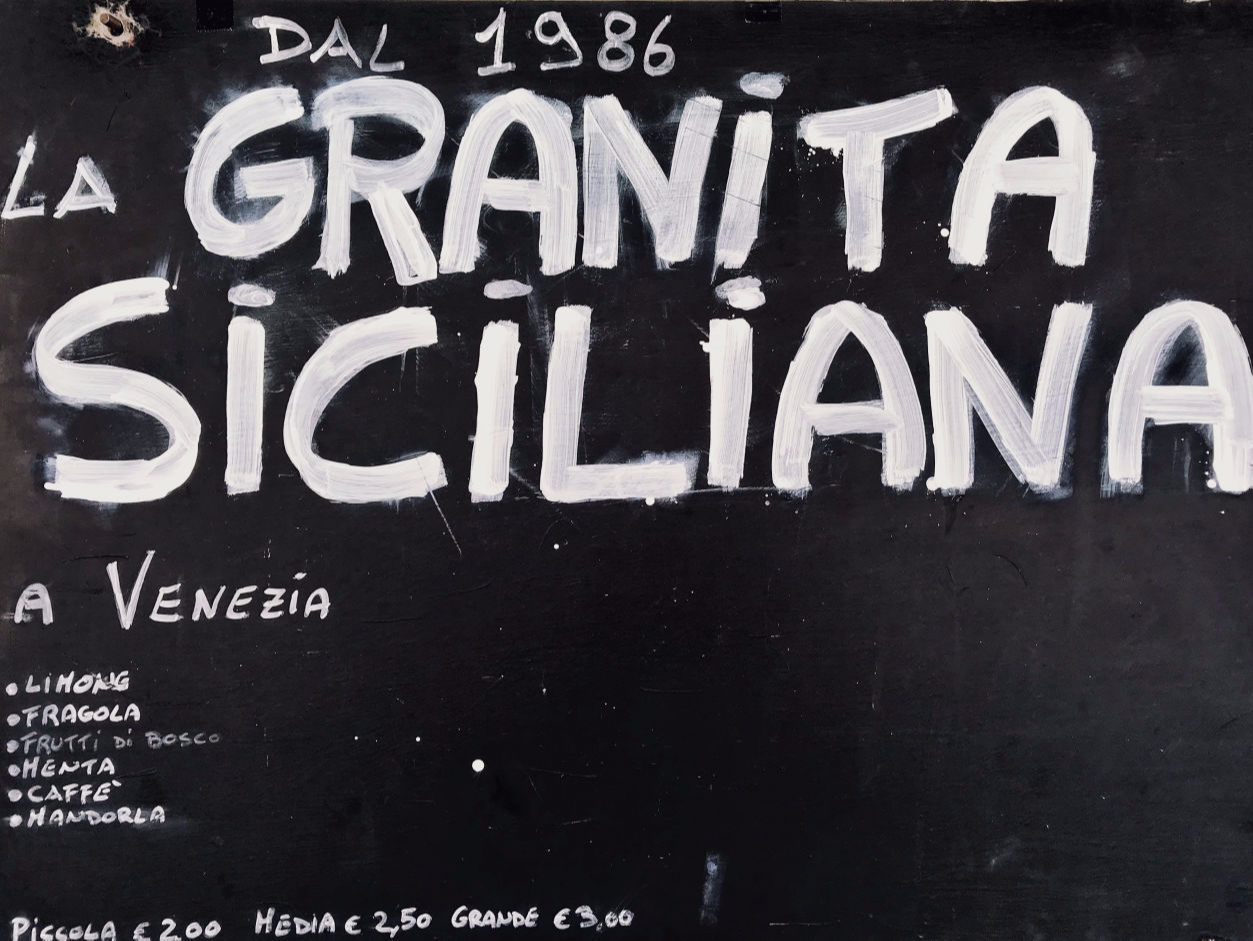 DAL 1986
LA GRANITA
SICILIANA
A VENEZIA
• LIMONE
• FRAGOLA
• FRUTTI DI BOSCO
• MENTA
• CAFFE`
• MANDORLA
PICCOLA € 2,00 MEDIA € 2,50 GRANDE € 3,00